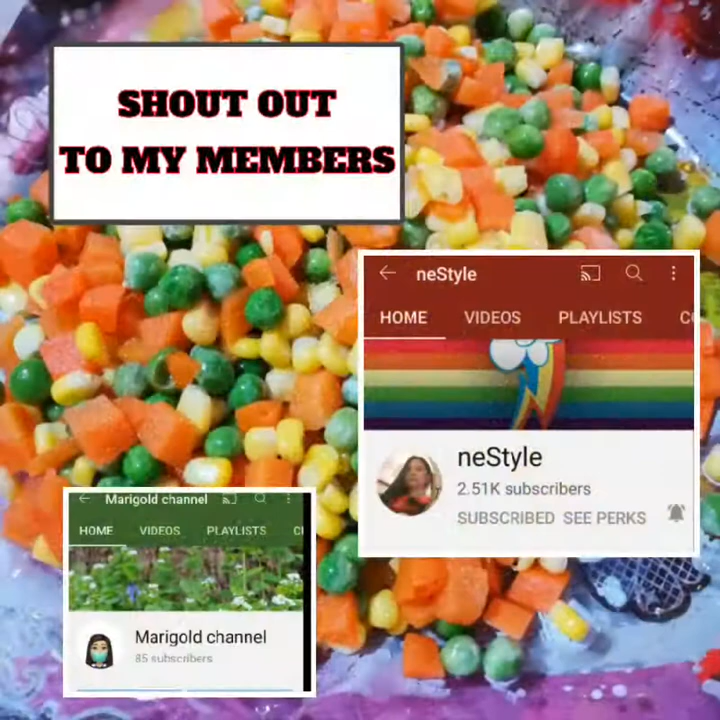 SHOUT OUT
TO MY MEMBERS
neStyle
HOME VIDEOS PLAYLISTS C
neStyle
2.51K subscribers
SUBSCRIBED SEE PERKS
Marigold channel
HOME VIDEOS PLAYLISTS
Marigold channel
85 subscribers